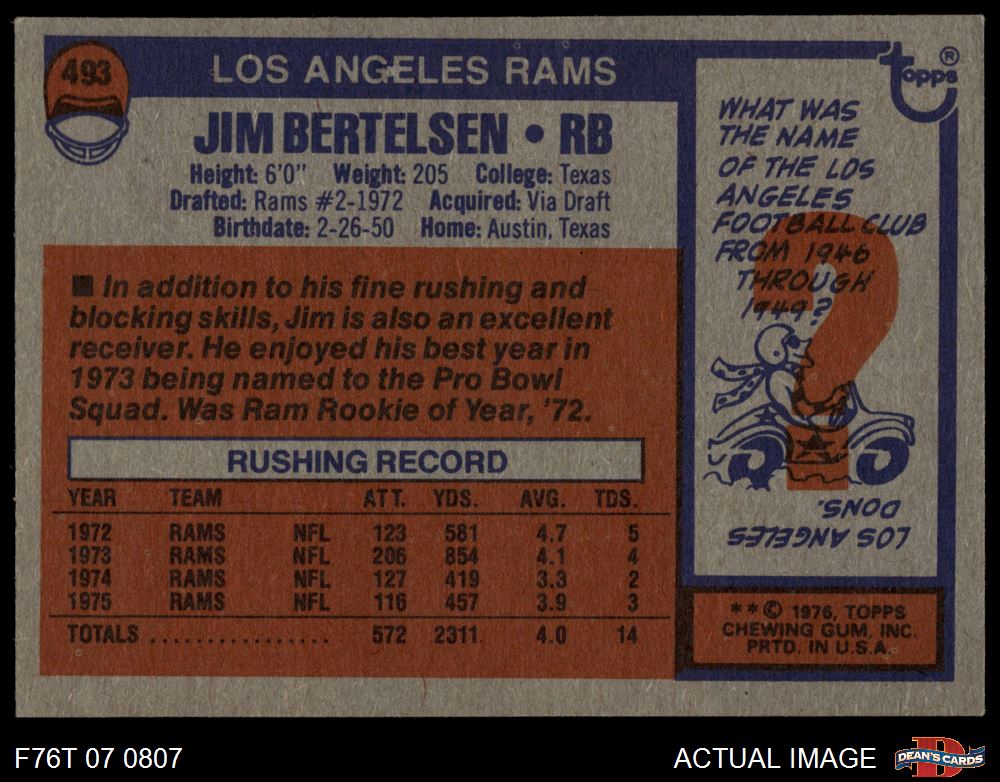 493
LOS ANGELES RAMS
JIM BERTELSEN • RB
Height: 6'0" Weight: 205 College: Texas
Drafted: Rams #2-1972 Acquired: Via Draft
Birthdate: 2-26-50 Home: Austin, Texas
■ In addition to his fine rushing and
blocking skills, Jim is also an excellent
receiver. He enjoyed his best year in
1973 being named to the Pro Bowl
Squad. Was Ram Rookie of Year, '72.
RUSHING RECORD
YEAR TEAM ATT. YDS. AVG. TDS.
1972 RAMS NFL 123 581 4.7 5
1973 RAMS NFL 206 854 4.1 4
1974 RAMS NFL 127 419 3.3 2
1975 RAMS NFL 116 457 3.9 3
TOTALS ................ 572 2311 4.0 14
topps®
WHAT WAS
THE NAME
OF THE LOS
ANGELES
FOOTBALL CLUB
FROM 1946
THROUGH
1949?
LOS ANGELES
DONS.
**© 1976, TOPPS
CHEWING GUM, INC.
PRTD. IN U.S.A.
F76T 07 0807
ACTUAL IMAGE
DEAN'S CARDS